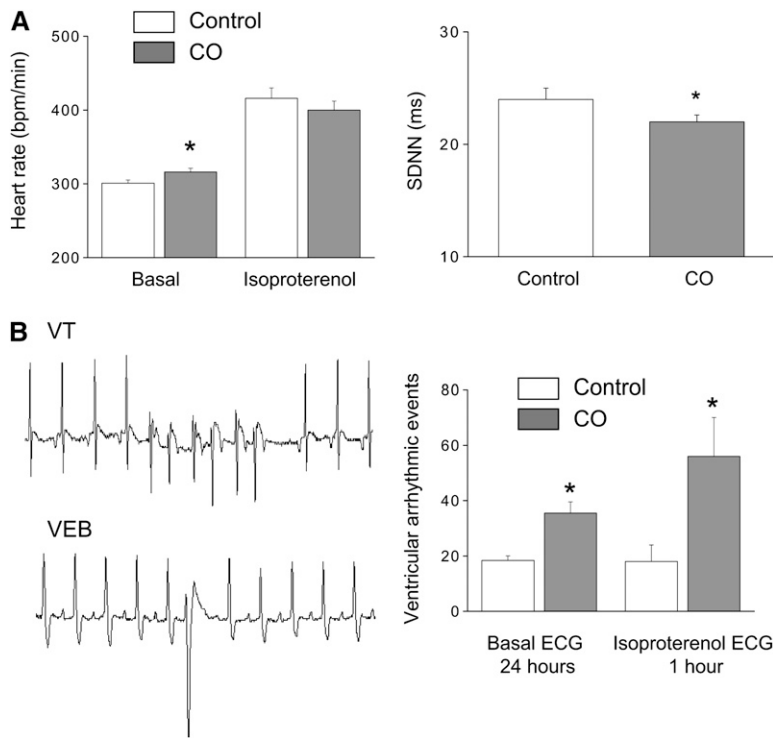 A
Control
CO
Heart rate (bpm/min)
500
400
300
200
Basal
Isoproterenol
SDNN (ms)
30
20
10
*
*
Control
CO
B
VT
VEB
Control
CO
Ventricular arrhythmic events
80
60
40
20
0
*
*
Basal ECG
24 hours
Isoproterenol ECG
1 hour